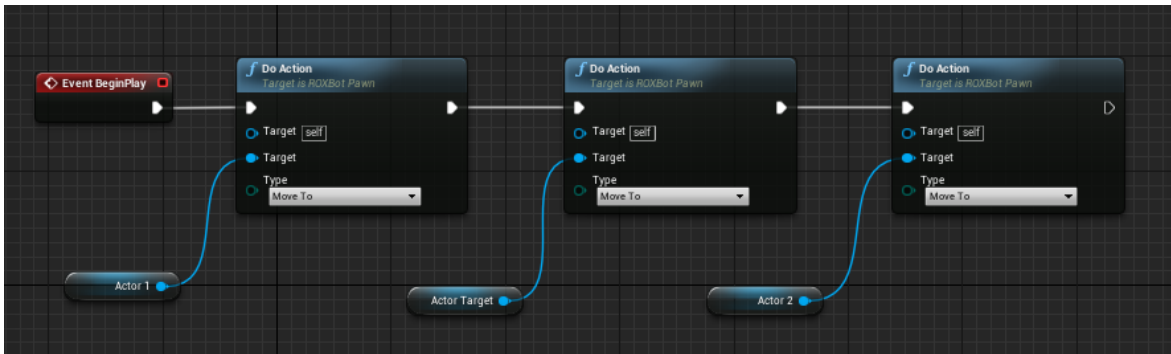 Event BeginPlay
Do Action
Target is ROXBot Pawn
Target self
Target
Type
Move To
Do Action
Target is ROXBot Pawn
Target self
Target
Type
Move To
Do Action
Target is ROXBot Pawn
Target self
Target
Type
Move To
Actor 1
Actor Target
Actor 2